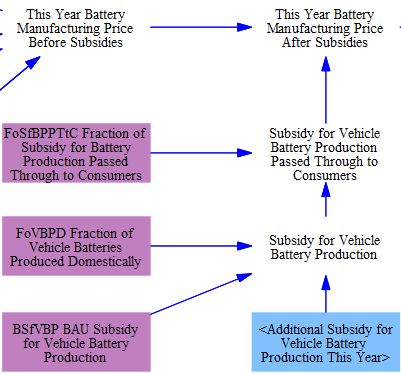 This Year Battery
Manufacturing Price
Before Subsidies
This Year Battery
Manufacturing Price
After Subsidies
FoSfBPPTtC Fraction of
Subsidy for Battery
Production Passed
Through to Consumers
Subsidy for Vehicle
Battery Production
Passed Through to
Consumers
FoVBPD Fraction of
Vehicle Batteries
Produced Domestically
Subsidy for Vehicle
Battery Production
BSfVBP BAU Subsidy
for Vehicle Battery
Production
<Additional Subsidy for
Vehicle Battery
Production This Year>